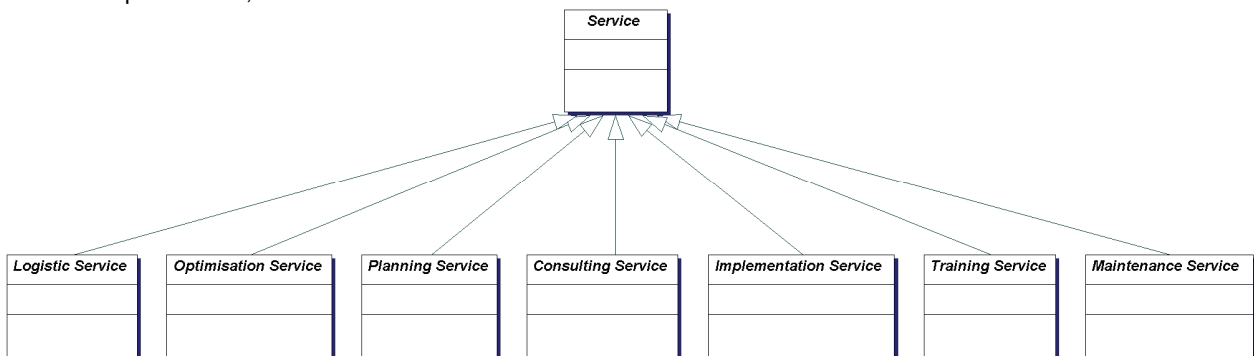 Service
Logistic Service
Optimisation Service
Planning Service
Consulting Service
Implementation Service
Training Service
Maintenance Service